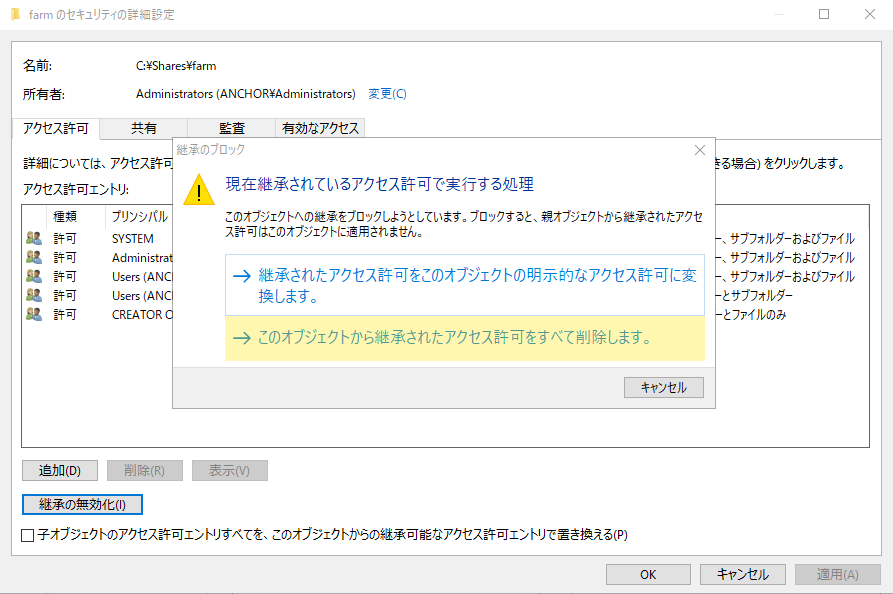 farm のセキュリティの詳細設定
名前:
C:¥Shares¥farm
所有者:
Administrators (ANCHOR¥Administrators)
変更(C)
アクセス許可
共有
監査
有効なアクセス
詳細については、アクセス許可
きる場合) をクリックします。
アクセス許可エントリ:
種類
プリンシパル
許可
SYSTEM
ー、サブフォルダーおよびファイル
許可
Administrat
ー、サブフォルダーおよびファイル
許可
Users (ANC
ー、サブフォルダーおよびファイル
許可
Users (ANC
ーとサブフォルダー
許可
CREATOR O
ーとファイルのみ
継承のブロック
現在継承されているアクセス許可で実行する処理
このオブジェクトへの継承をブロックしようとしています。ブロックすると、親オブジェクトから継承されたアクセ
ス許可はこのオブジェクトに適用されません。
→ 継承されたアクセス許可をこのオブジェクトの明示的なアクセス許可に変
換します。
→ このオブジェクトから継承されたアクセス許可をすべて削除します。
キャンセル
追加(D)
削除(R)
表示(V)
継承の無効化(I)
子オブジェクトのアクセス許可エントリすべてを、このオブジェクトからの継承可能なアクセス許可エントリで置き換える(P)
OK
キャンセル
適用(A)